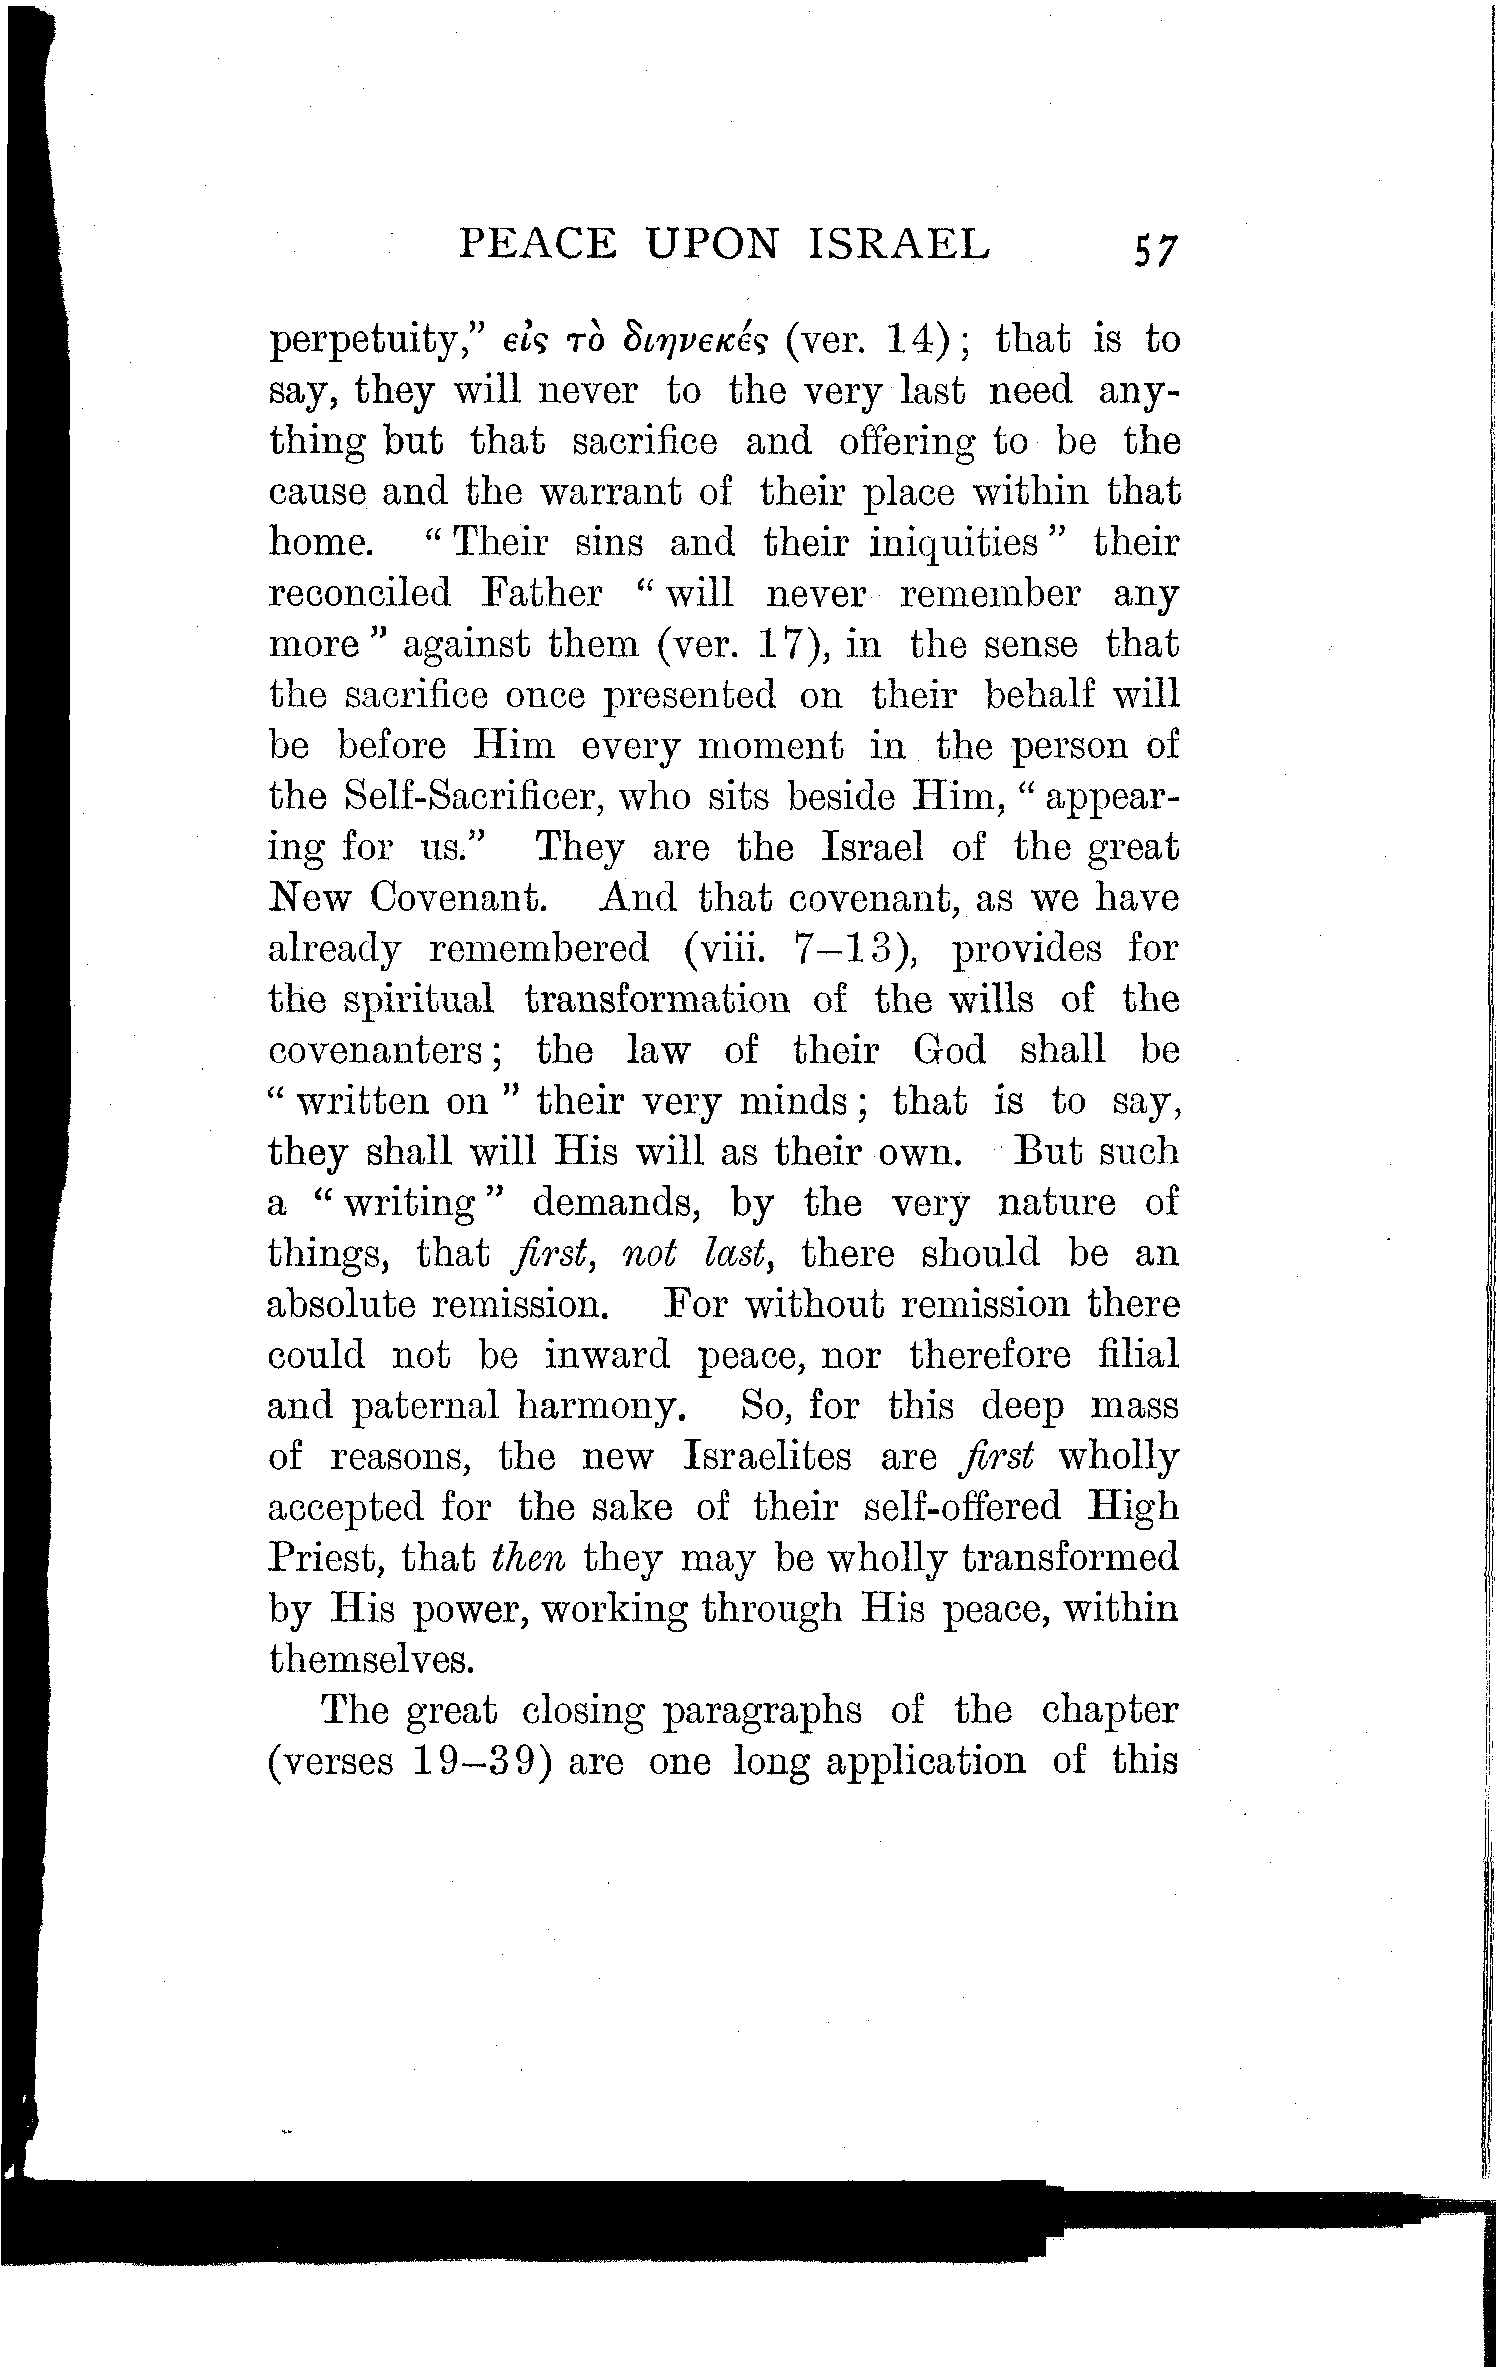 PEACE UPON ISRAEL 57
perpetuity,” εἰς τὸ διηνεκές (ver. 14); that is to
say, they will never to the very last need any-
thing but that sacrifice and offering to be the
cause and the warrant of their place within that
home. “Their sins and their iniquities” their
reconciled Father “will never remember any
more” against them (ver. 17), in the sense that
the sacrifice once presented on their behalf will
be before Him every moment in the person of
the Self-Sacrificer, who sits beside Him, “appear-
ing for us.” They are the Israel of the great
New Covenant. And that covenant, as we have
already remembered (viii. 7–13), provides for
the spiritual transformation of the wills of the
covenanters; the law of their God shall be
“written on” their very minds; that is to say,
they shall will His will as their own. But such
a “writing” demands, by the very nature of
things, that first, not last, there should be an
absolute remission. For without remission there
could not be inward peace, nor therefore filial
and paternal harmony. So, for this deep mass
of reasons, the new Israelites are first wholly
accepted for the sake of their self-offered High
Priest, that then they may be wholly transformed
by His power, working through His peace, within
themselves.
The great closing paragraphs of the chapter
(verses 19–39) are one long application of this